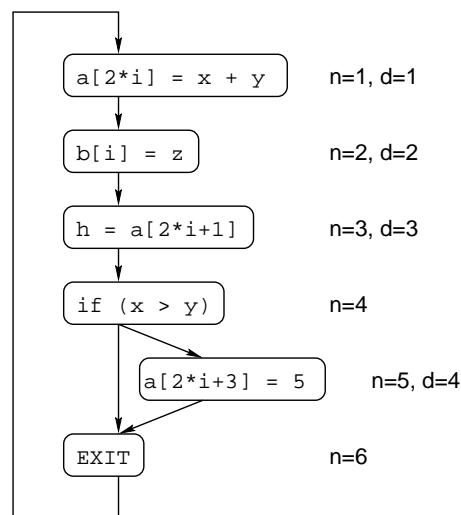 a[2*i] = x + y n=1, d=1
b[i] = z n=2, d=2
h = a[2*i+1] n=3, d=3
if (x > y) n=4
a[2*i+3] = 5 n=5, d=4
EXIT n=6